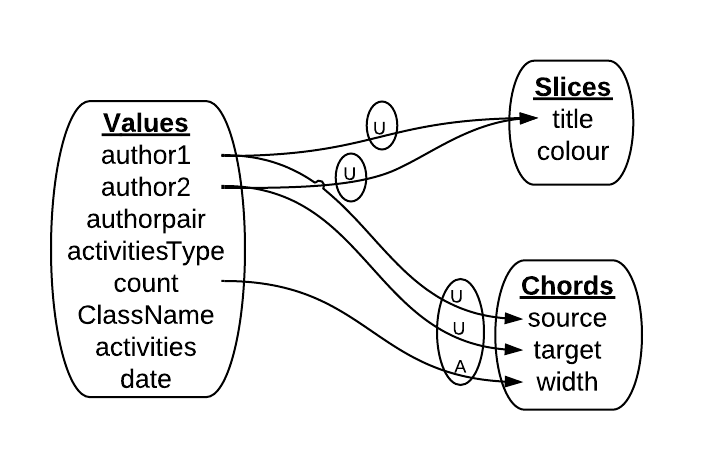 Values
author1
author2
authorpair
activitiesType
count
ClassName
activities
date
U
U
U
U
A
Slices
title
colour
Chords
source
target
width